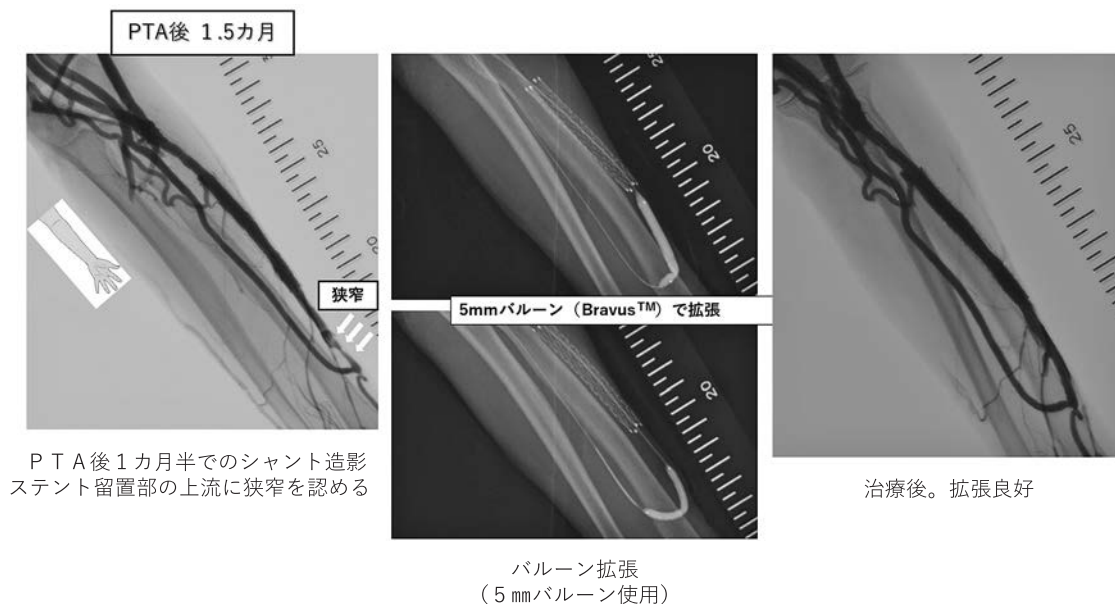 PTA後 1.5カ月
25
20
狭窄
25
20
5mmバルーン（Bravus™）で拡張
20
25
ＰＴＡ後１カ月半でのシャント造影
ステント留置部の上流に狭窄を認める
治療後。拡張良好
バルーン拡張
（５㎜バルーン使用）